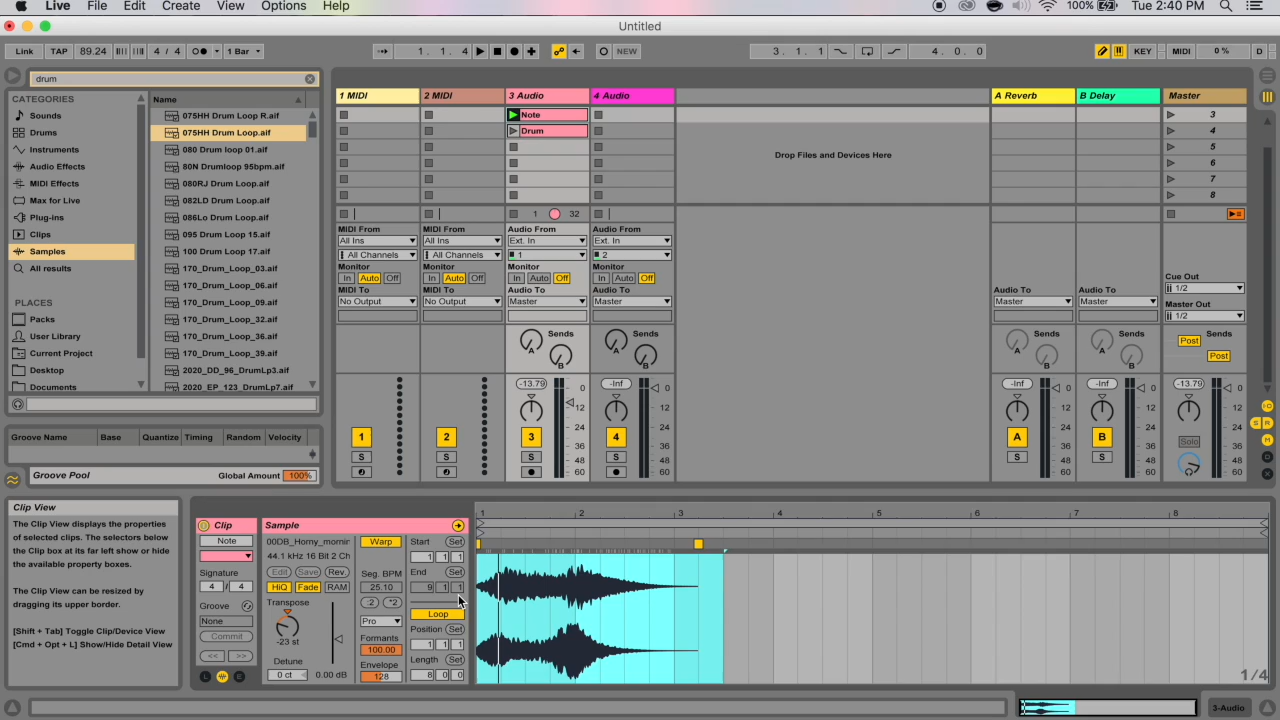 Live File Edit Create View Options Help 100% Tue 2:40 PM
Untitled
Link TAP 89.24 4 / 4 1 Bar 1. 1. 4 NEW 3. 1. 1 4. 0. 0 KEY MIDI 0 % D
drum
CATEGORIES
Sounds
Drums
Instruments
Audio Effects
MIDI Effects
Max for Live
Plug-ins
Clips
Samples
All results
PLACES
Packs
User Library
Current Project
Desktop
Documents
Name
075HH Drum Loop R.aif
075HH Drum Loop.aif
080 Drum loop 01.aif
80N Drumloop 95bpm.aif
080RJ Drum Loop.aif
082LD Drum Loop.aif
086Lo Drum Loop.aif
095 Drum Loop 15.aif
100 Drum Loop 17.aif
170_Drum_Loop_03.aif
170_Drum_Loop_06.aif
170_Drum_Loop_09.aif
170_Drum_Loop_32.aif
170_Drum_Loop_36.aif
170_Drum_Loop_39.aif
2020_DD_96_DrumLp3.aif
2020_EP_123_DrumLp7.aif
Groove Name Base Quantize Timing Random Velocity
Groove Pool Global Amount 100%
1 MIDI 2 MIDI 3 Audio 4 Audio A Reverb B Delay Master
Note 3
Drum 4
5
6
7
8
Drop Files and Devices Here
1 32
MIDI From MIDI From Audio From Audio From
All Ins All Ins Ext. In Ext. In
All Channels All Channels 1 2
Monitor Monitor Monitor Monitor
In Auto Off In Auto Off In Auto Off In Auto Off
MIDI To MIDI To Audio To Audio To Audio To Audio To
No Output No Output Master Master Master Master
Cue Out
1/2
Master Out
1/2
Sends Sends Sends Sends Sends
A B A B A B A B Post Post
-13.79 -Inf -Inf -Inf -13.79
0 0 0 0 0
12 12 12 12 12
24 24 24 24 24
36 36 36 36 36
48 48 48 48 48
60 60 60 60 60
1 2 3 4 A B Solo
S S S S S S
Clip View
The Clip View displays the properties
of selected clips. The selectors below
the Clip box at its far left show or hide
the available property boxes.
The Clip View can be resized by
dragging its upper border.
[Shift + Tab] Toggle Clip/Device View
[Cmd + Opt + L] Show/Hide Detail View
Clip
Note
Signature
4 / 4
Groove
None
Commit
<< >>
L E
Sample
00DB_Horny_mornin
44.1 kHz 16 Bit 2 Ch
Edit Save Rev.
HiQ Fade RAM
Transpose
-23 st
Detune
0 ct 0.00 dB
Warp
Seg. BPM
25.10
:2 *2
Pro
Formants
100.00
Envelope
128
Start Set
1 1 1
End Set
9 1 1
Loop
Position Set
1 1 1
Length Set
8 0 0
1 2 3 4 5 6 7 8
1/4
3-Audio